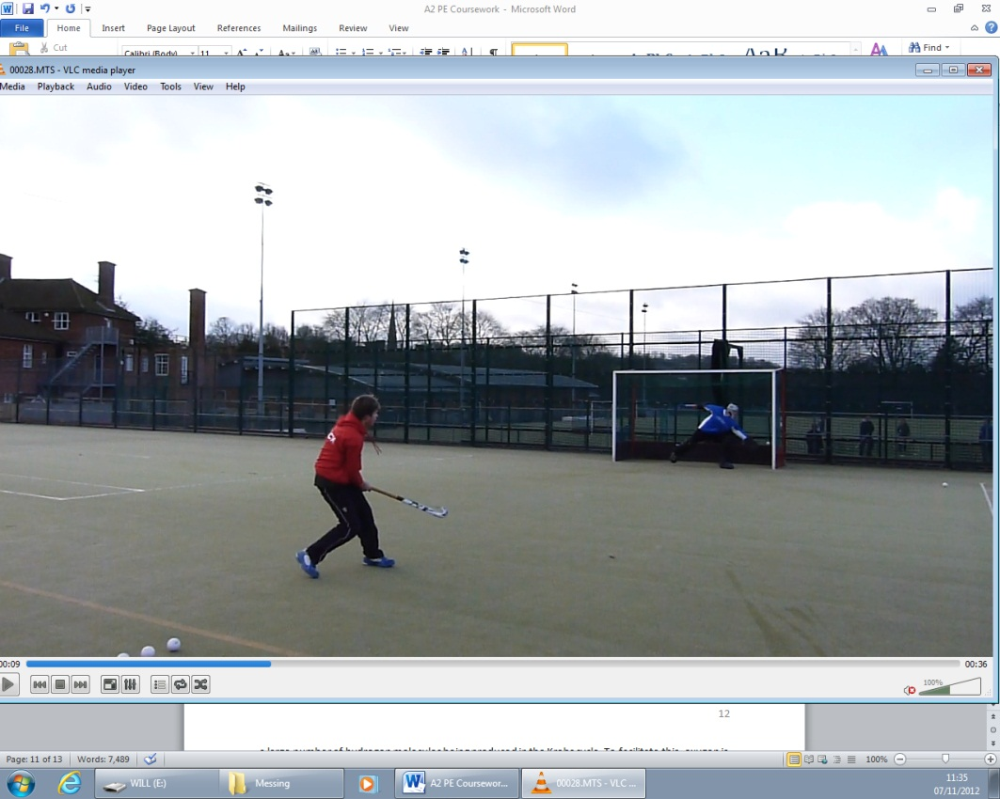 A2 PE Coursework - Microsoft Word
File Home Insert Page Layout References Mailings Review View
Cut Calibri (Body) 11 Find
00028.MTS - VLC media player
Media Playback Audio Video Tools View Help
00:09 00:36
100%
12
a large number of hydrogen molecules being produced in the Krebs cycle. To facilitate this, oxygen is
Page: 11 of 13 Words: 7,489 100%
WILL (E:) Messing A2 PE Coursewor... 00028.MTS - VLC ...
11:35
07/11/2012